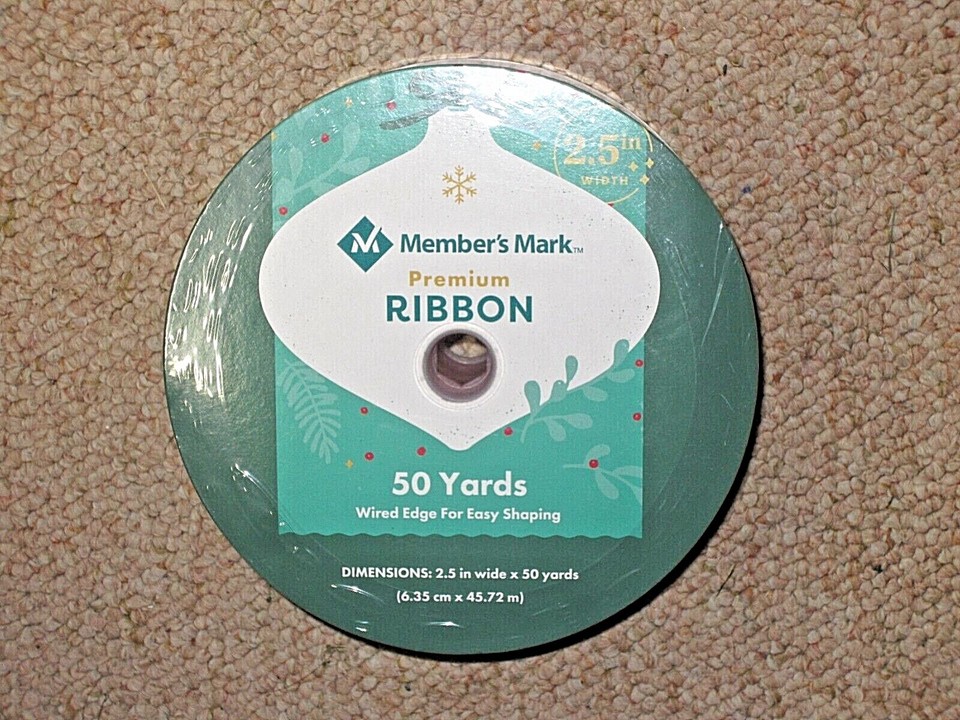 2.5in
WIDTH
Member's Mark™
Premium
RIBBON
50 Yards
Wired Edge For Easy Shaping
DIMENSIONS: 2.5 in wide x 50 yards
(6.35 cm x 45.72 m)